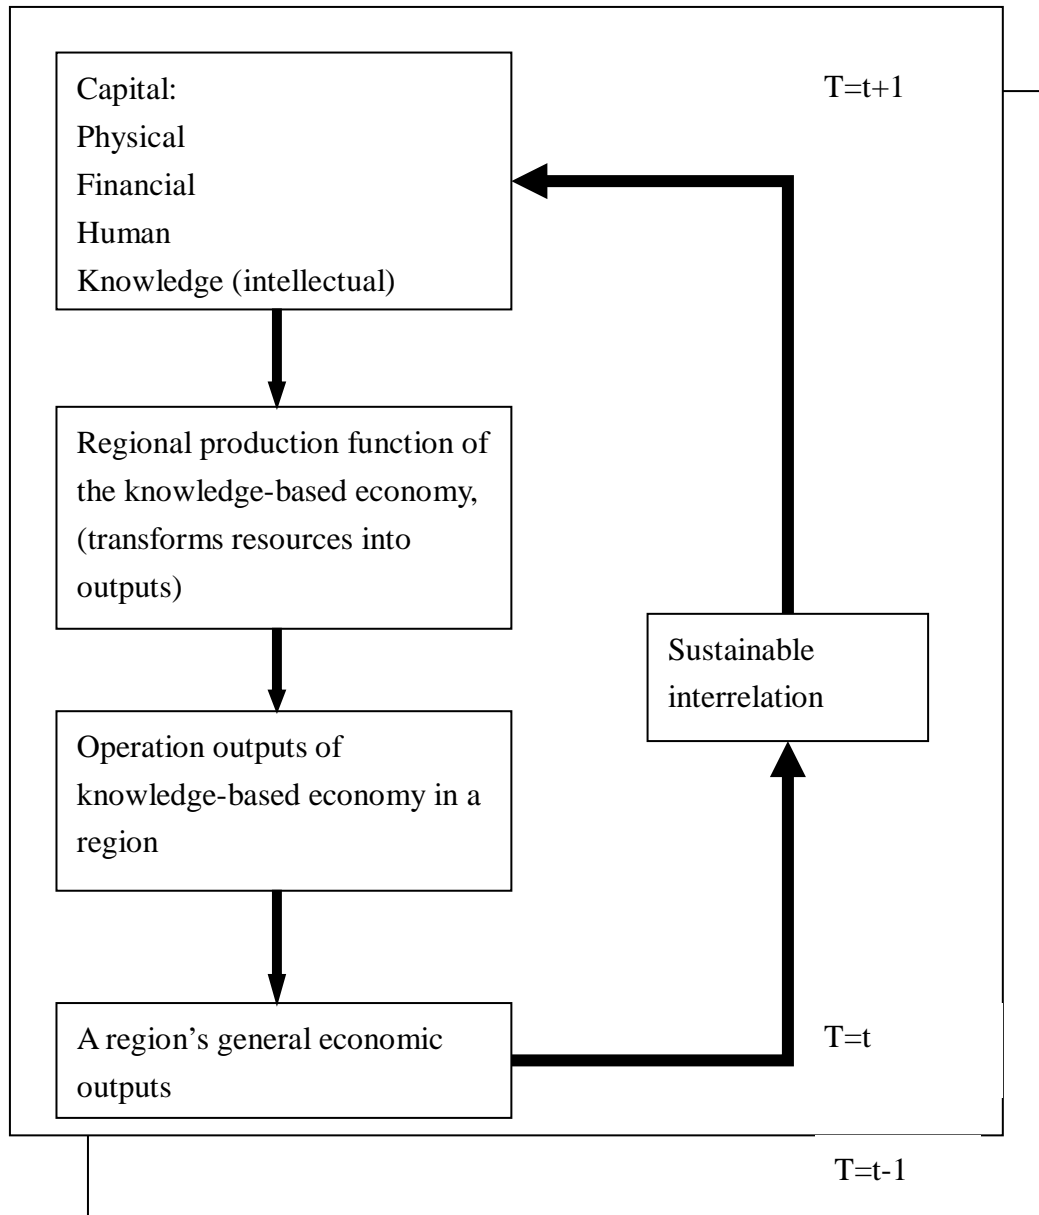 Capital:
Physical
Financial
Human
Knowledge (intellectual)
T=t+1
Regional production function of
the knowledge-based economy,
(transforms resources into
outputs)
Sustainable
interrelation
Operation outputs of
knowledge-based economy in a
region
A region’s general economic
outputs
T=t
T=t-1